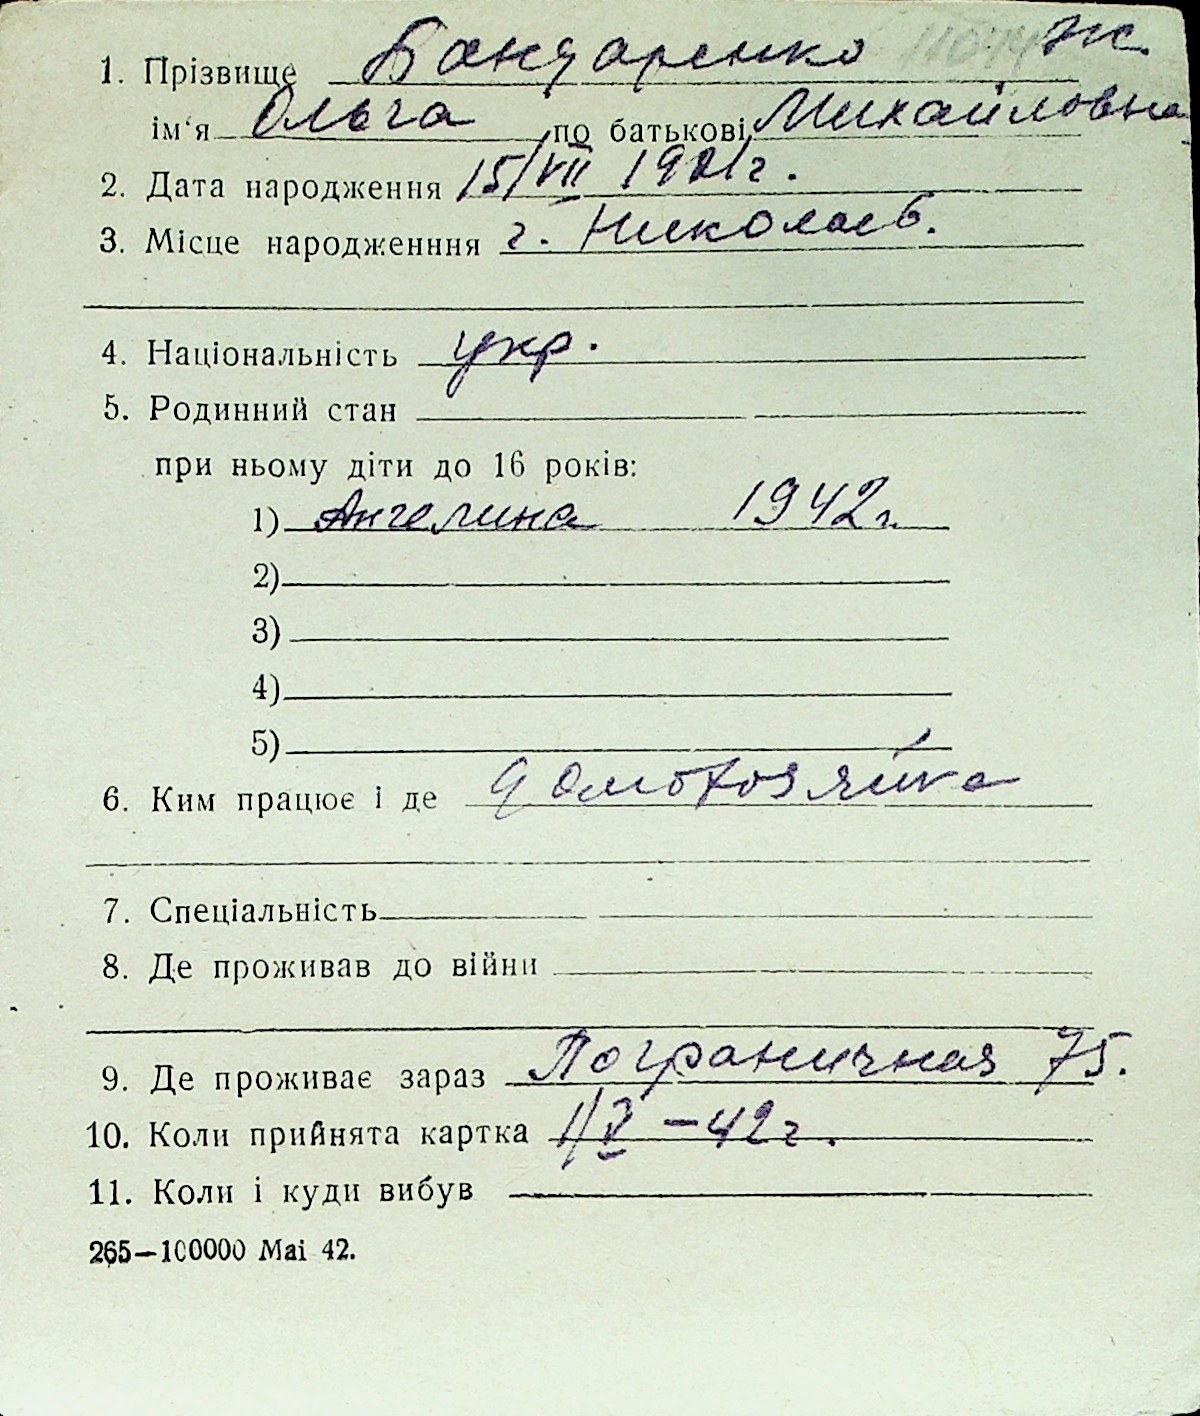 1. Прізвище Бондаренко Ж.
ім'я Ольга по батькові Михайловна
2. Дата народження 15/VII 1921г.
3. Місце народженння г. Николаев.
4. Національність укр.
5. Родинний стан
при ньому діти до 16 років:
1) Ангелина 1942г.
2)
3)
4)
5)
6. Ким працює і де домохозяйка
7. Спеціальність
8. Де проживав до війни
9. Де проживає зараз Пограничная 75.
10. Коли прийнята картка 1/V – 42г.
11. Коли і куди вибув
265—100000 Mai 42.